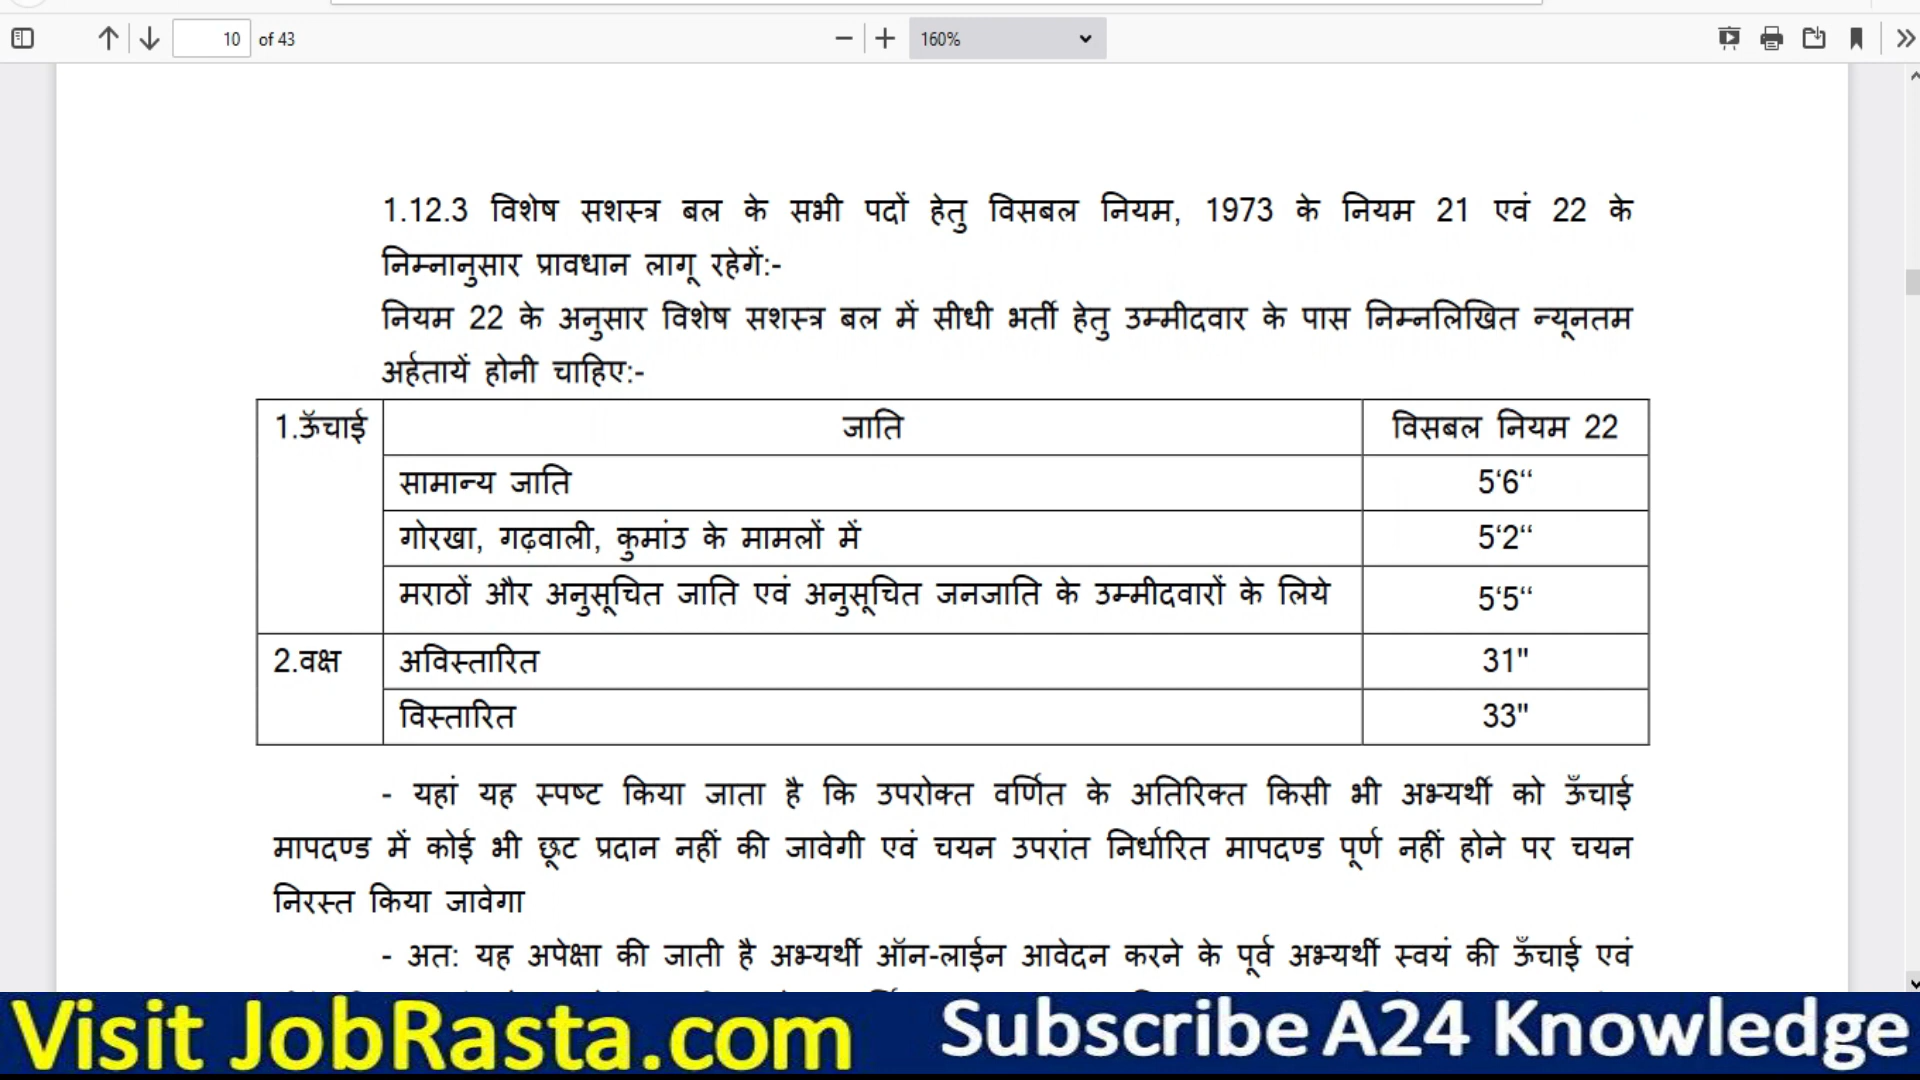 10 of 43
160%
1.12.3 विशेष सशस्त्र बल के सभी पदों हेतु विसबल नियम, 1973 के नियम 21 एवं 22 के
निम्नानुसार प्रावधान लागू रहेगें:-
नियम 22 के अनुसार विशेष सशस्त्र बल में सीधी भर्ती हेतु उम्मीदवार के पास निम्नलिखित न्यूनतम
अर्हतायें होनी चाहिए:-
1.ऊँचाई जाति विसबल नियम 22
सामान्य जाति 5‘6‘‘
गोरखा, गढ़वाली, कुमांउ के मामलों में 5‘2‘‘
मराठों और अनुसूचित जाति एवं अनुसूचित जनजाति के उम्मीदवारों के लिये 5‘5‘‘
2.वक्ष अविस्तारित 31"
विस्तारित 33"
- यहां यह स्पष्ट किया जाता है कि उपरोक्त वर्णित के अतिरिक्त किसी भी अभ्यर्थी को ऊँचाई
मापदण्ड में कोई भी छूट प्रदान नहीं की जावेगी एवं चयन उपरांत निर्धारित मापदण्ड पूर्ण नहीं होने पर चयन
निरस्त किया जावेगा
- अत: यह अपेक्षा की जाती है अभ्यर्थी ऑन-लाईन आवेदन करने के पूर्व अभ्यर्थी स्वयं की ऊँचाई एवं
Visit JobRasta.com Subscribe A24 Knowledge